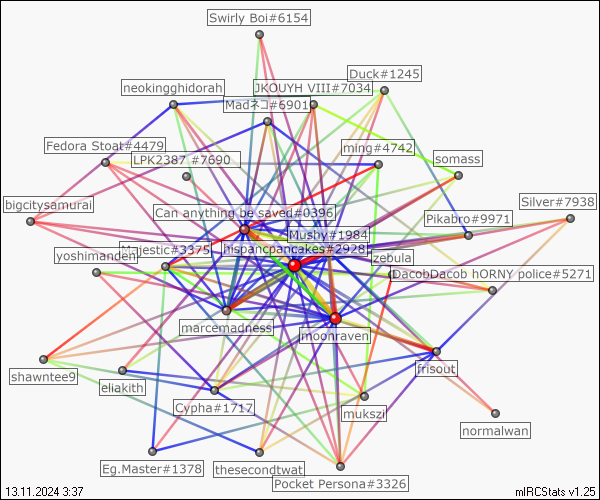 Swirly Boi#6154
Duck#1245
neokingghidorah
JKOUYH VIII#7034
Madネコ#6901
Fedora Stoat#4479
ming#4742
LPK2387 #7690
somass
bigcitysamurai
Silver#7938
Can anything be saved#0396
Pikabro#9971
Mushy#1984
yoshimanden
Majestic#3375
hispancpancakes#2928
zebula
DacobDacob hORNY police#5271
marcemadness
moonraven
shawntee9
eliakith
frisout
Cypha#1717
mukszi
normalwan
Eg.Master#1378
thesecondtwat
Pocket Persona#3326
13.11.2024 3:37
mIRCStats v1.25